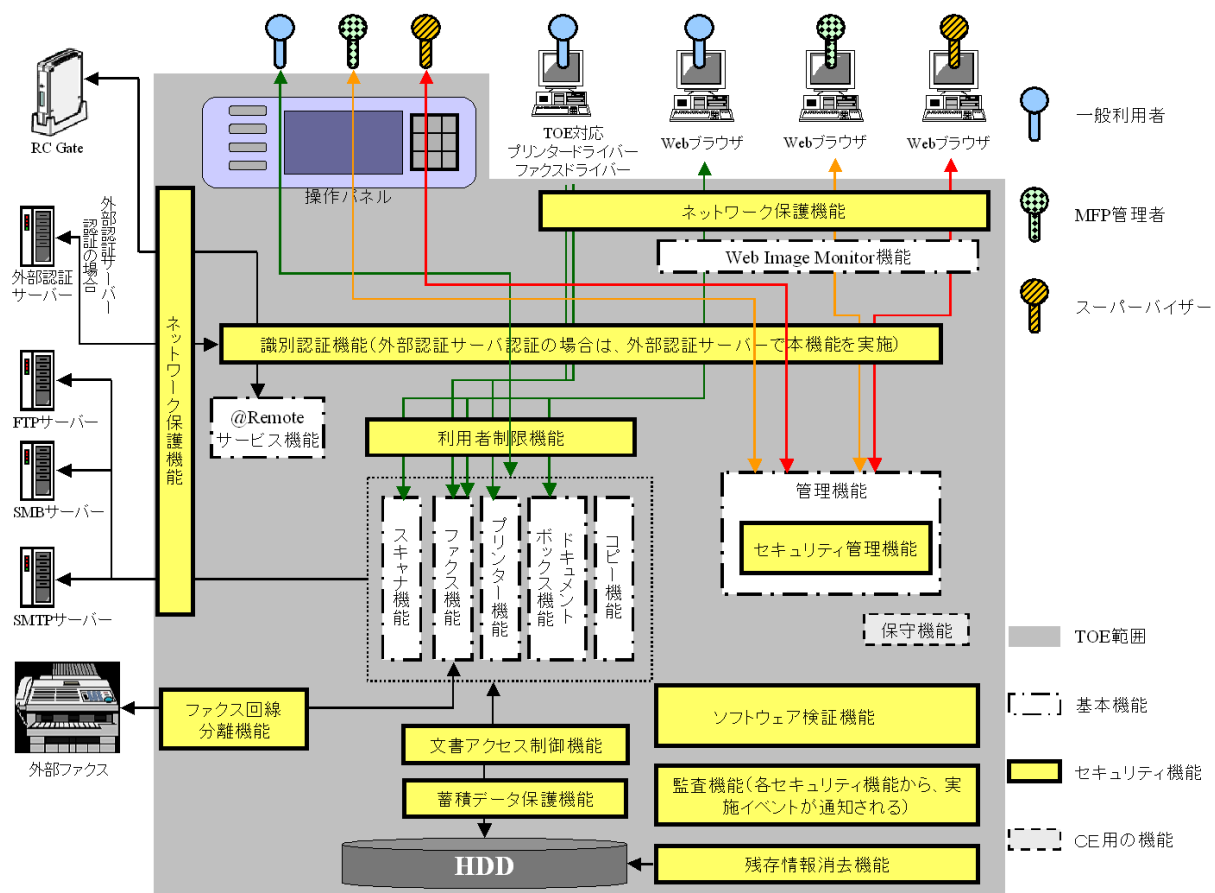 RC Gate
操作パネル
TOE対応
プリンタードライバー
ファクスドライバー
Webブラウザ
Webブラウザ
Webブラウザ
一般利用者
MFP管理者
スーパーバイザー
外部認証
サーバー
外部認証サーバー
認証の場合
ネットワーク保護機能
ネットワーク保護機能
Web Image Monitor機能
識別認証機能(外部認証サーバ認証の場合は、外部認証サーバーで本機能を実施)
FTPサーバー
SMBサーバー
SMTPサーバー
@Remote
サービス機能
利用者制限機能
スキャナ機能
ファクス機能
プリンター機能
ドキュメント
ボックス機能
コピー機能
管理機能
セキュリティ管理機能
保守機能
外部ファクス
ファクス回線
分離機能
文書アクセス制御機能
蓄積データ保護機能
HDD
ソフトウェア検証機能
監査機能(各セキュリティ機能から、実
施イベントが通知される)
残存情報消去機能
TOE範囲
基本機能
セキュリティ機能
CE用の機能